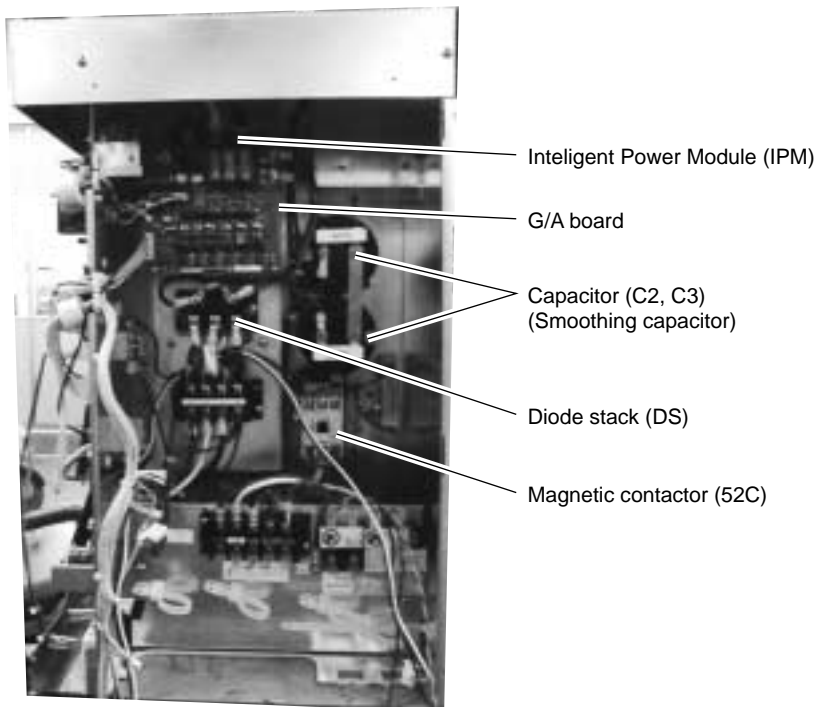 Inteligent Power Module (IPM)
G/A board
Capacitor (C2, C3)
(Smoothing capacitor)
Diode stack (DS)
Magnetic contactor (52C)